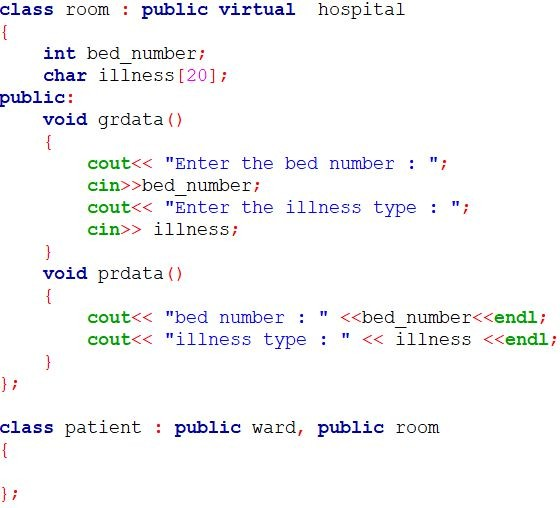 class room : public virtual  hospital
{
    int bed_number;
    char illness[20];
public:
    void grdata()
    {
        cout<< "Enter the bed number : ";
        cin>>bed_number;
        cout<< "Enter the illness type : ";
        cin>> illness;
    }
    void prdata()
    {
        cout<< "bed number : " <<bed_number<<endl;
        cout<< "illness type : " << illness <<endl;
    }
};

class patient : public ward, public room
{

};